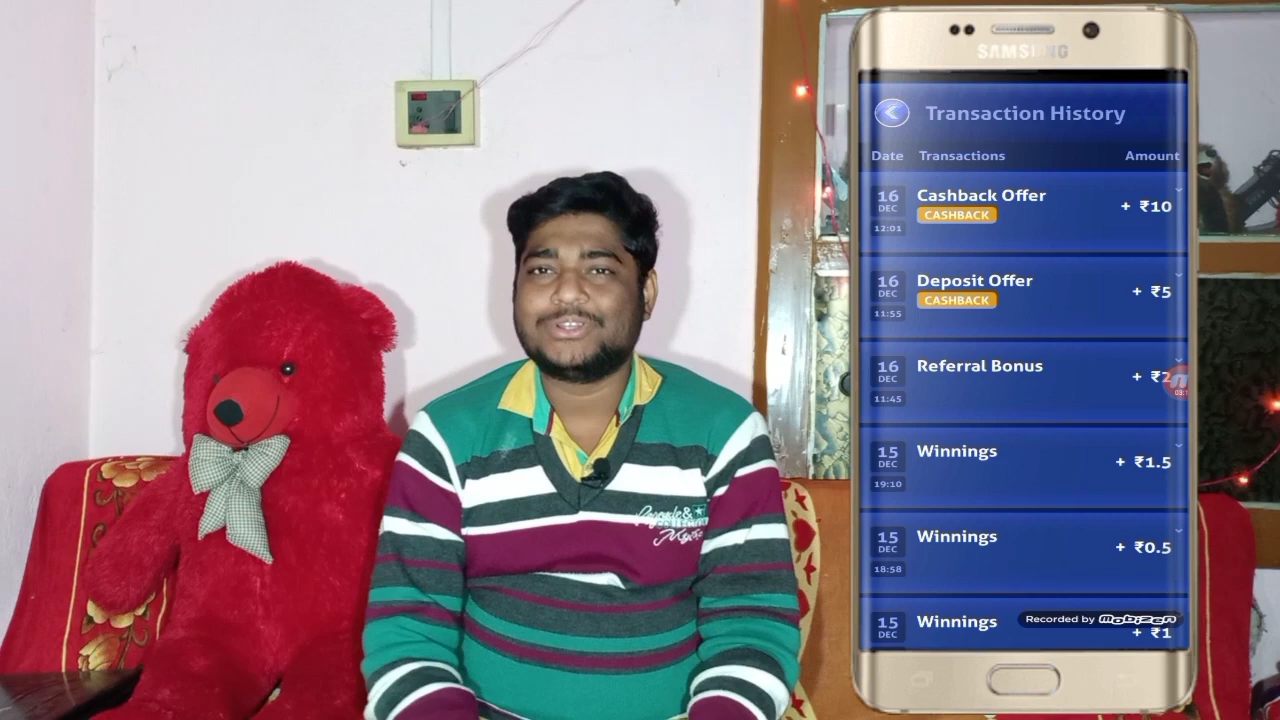 SAMSUNG
Transaction History
Date Transactions Amount
16 DEC 12:01 Cashback Offer CASHBACK + ₹10
16 DEC 11:55 Deposit Offer CASHBACK + ₹5
16 DEC 11:45 Referral Bonus + ₹2
15 DEC 19:10 Winnings + ₹1.5
15 DEC 18:58 Winnings + ₹0.5
15 DEC Winnings + ₹1
Recorded by Mobizen